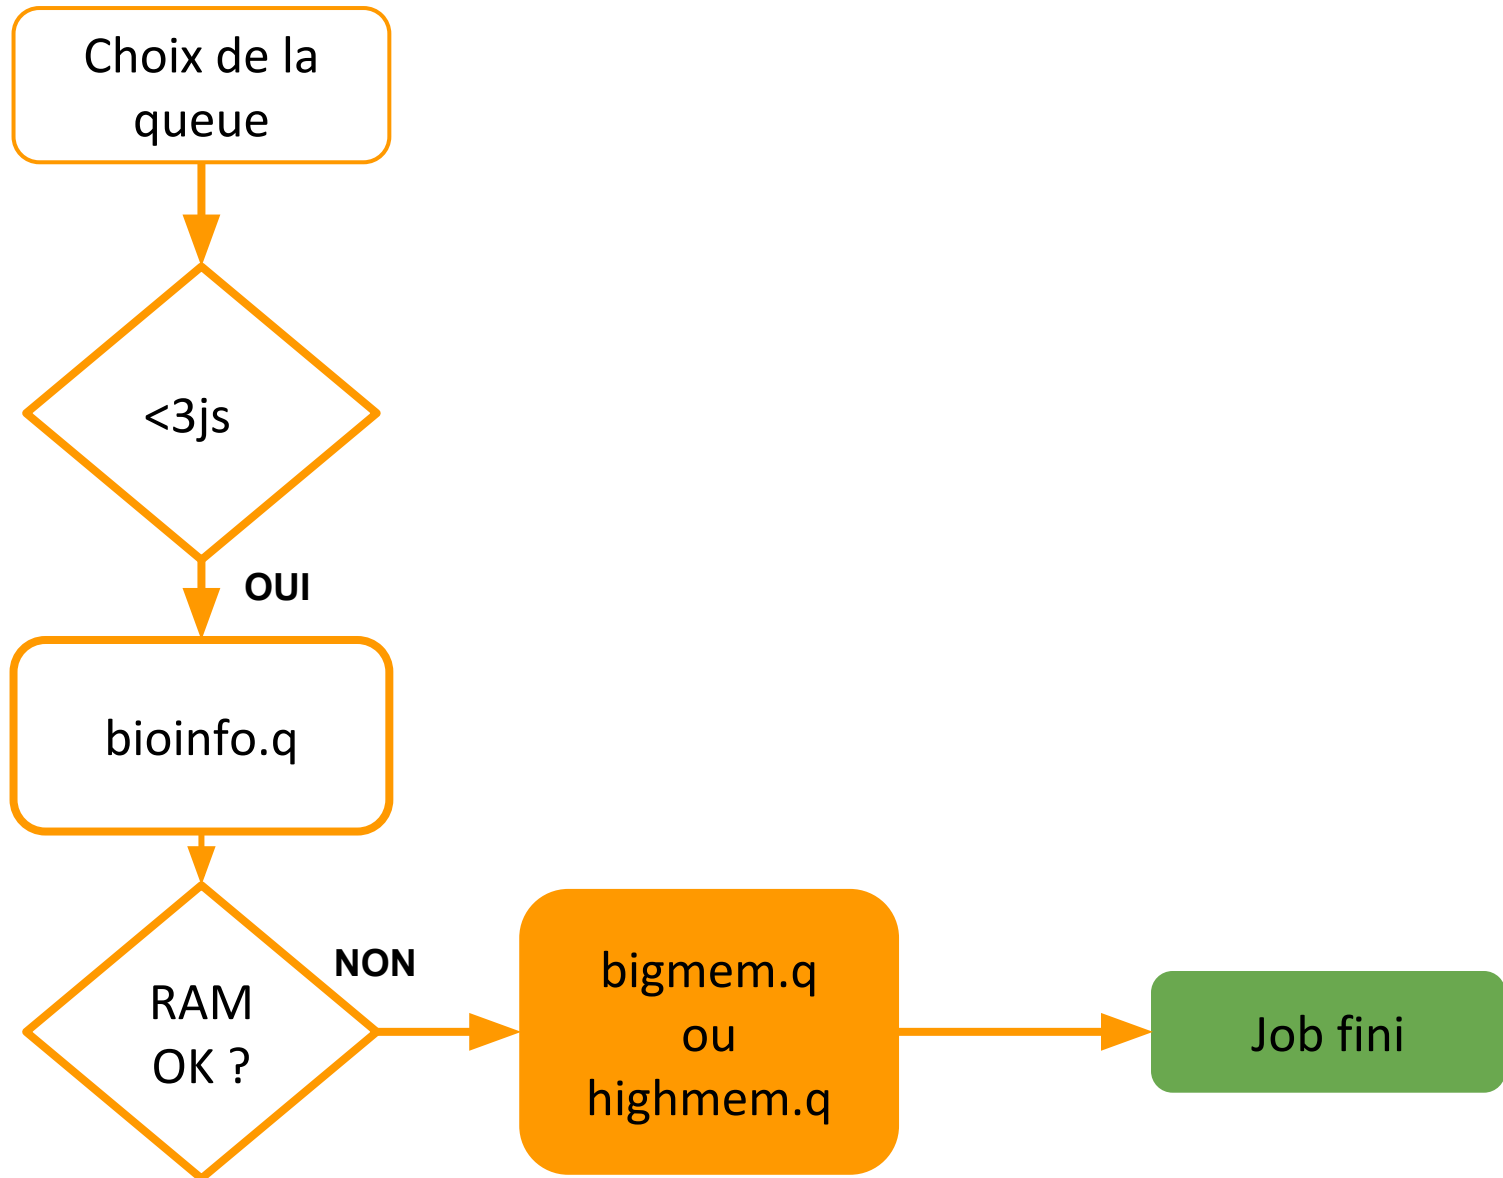 Choix de la
queue
<3js
OUI
bioinfo.q
NON
RAM
OK ?
bigmem.q
ou
highmem.q
Job fini